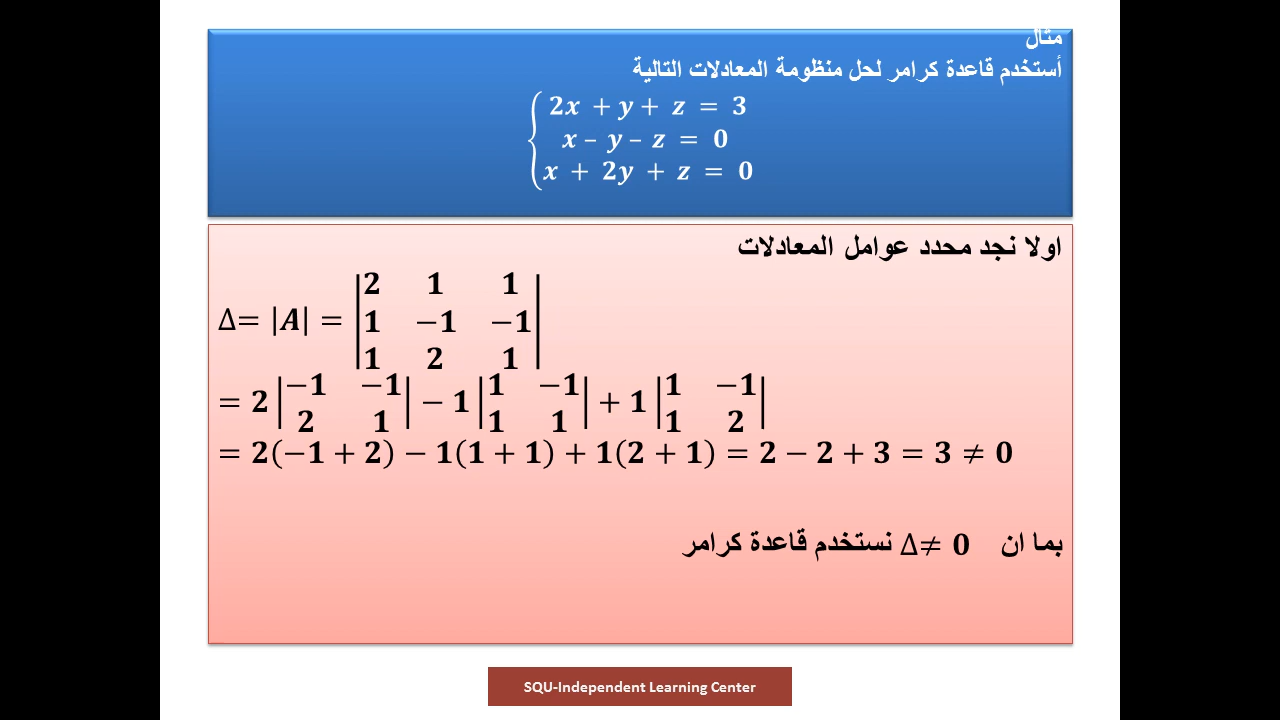 مثال
أستخدم قاعدة كرامر لحل منظومة المعادلات التالية
2x + y + z = 3
x – y – z = 0
x + 2y + z = 0
اولا نجد محدد عوامل المعادلات
∆= |A| = |2 1 1|
|1 −1 −1|
|1 2 1|
= 2 |−1 −1; 2 1| − 1 |1 −1; 1 1| + 1 |1 −1; 1 2|
= 2(−1 + 2) − 1(1 + 1) + 1(2 + 1) = 2 − 2 + 3 = 3 ≠ 0
بما ان ∆≠ 0 نستخدم قاعدة كرامر
SQU-Independent Learning Center